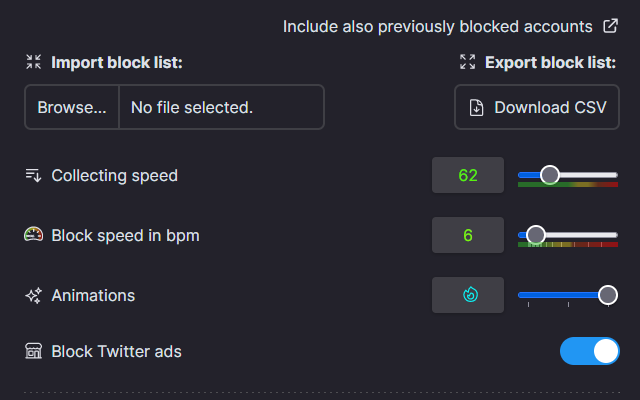 Include also previously blocked accounts
Import block list:
Export block list:
Browse...
No file selected.
Download CSV
Collecting speed
62
Block speed in bpm
6
Animations
Block Twitter ads